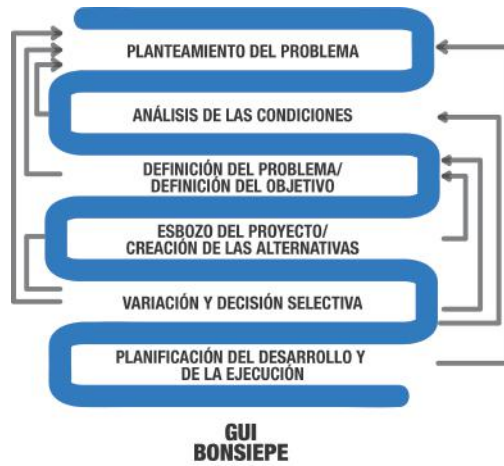 PLANTEAMIENTO DEL PROBLEMA
ANÁLISIS DE LAS CONDICIONES
DEFINICIÓN DEL PROBLEMA/
DEFINICIÓN DEL OBJETIVO
ESBOZO DEL PROYECTO/
CREACIÓN DE LAS ALTERNATIVAS
VARIACIÓN Y DECISIÓN SELECTIVA
PLANIFICACIÓN DEL DESARROLLO Y
DE LA EJECUCIÓN
GUI
BONSIEPE